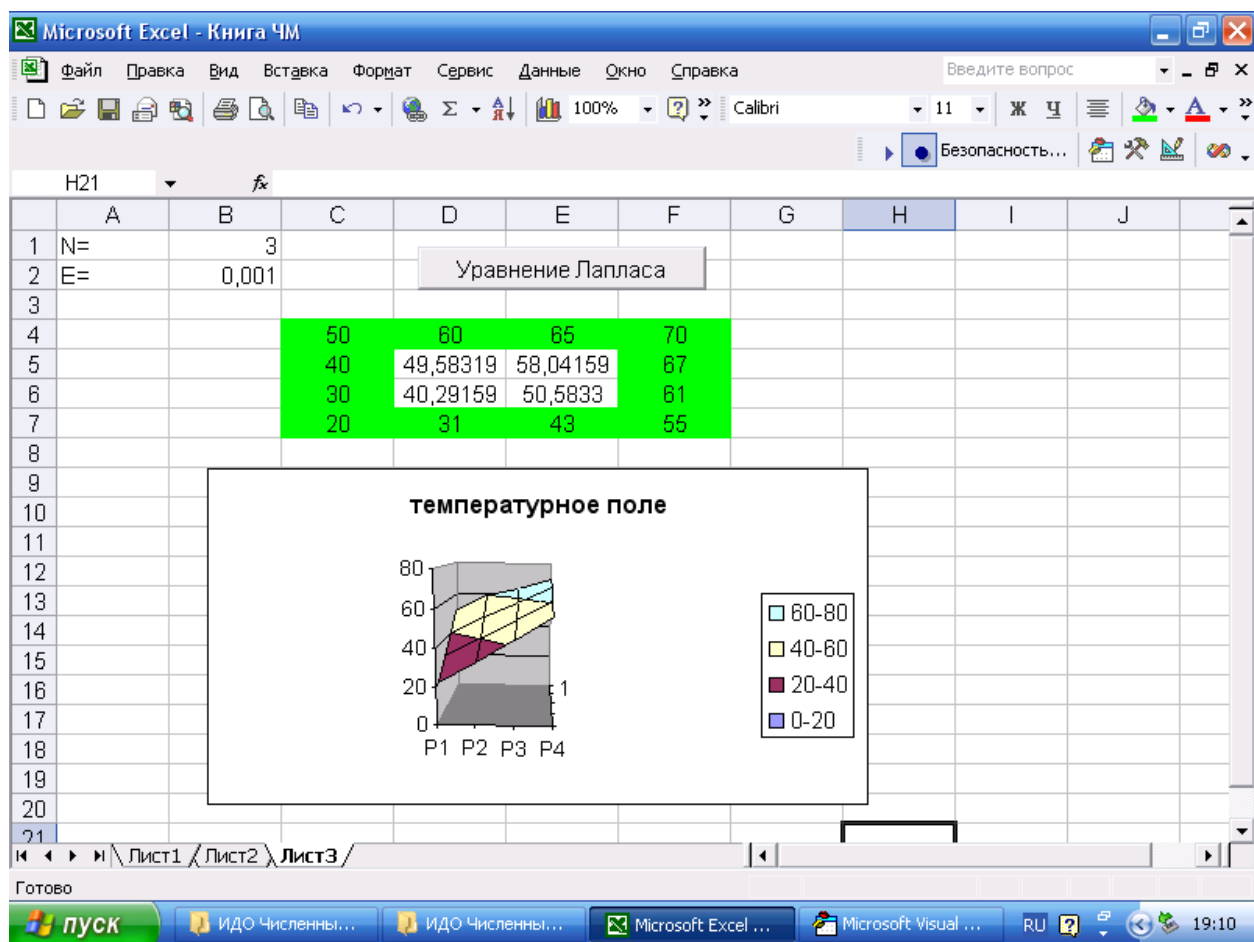 Microsoft Excel - Книга ЧМ
Файл Правка Вид Вставка Формат Сервис Данные Окно Справка Введите вопрос
100% Calibri 11 Ж Ч
Безопасность...
H21 fx
A B C D E F G H I J
1 N= 3
2 E= 0,001 Уравнение Лапласа
3
4 50 60 65 70
5 40 49,58319 58,04159 67
6 30 40,29159 50,5833 61
7 20 31 43 55
8
9
10 температурное поле
11
12 80
13 60 60-80
14 40-60
15 40
16 20 1 20-40
17 0 0-20
18 P1 P2 P3 P4
19
20
21
Лист1 Лист2 Лист3
Готово
пуск ИДО Численны... ИДО Численны... Microsoft Excel ... Microsoft Visual ... RU 19:10